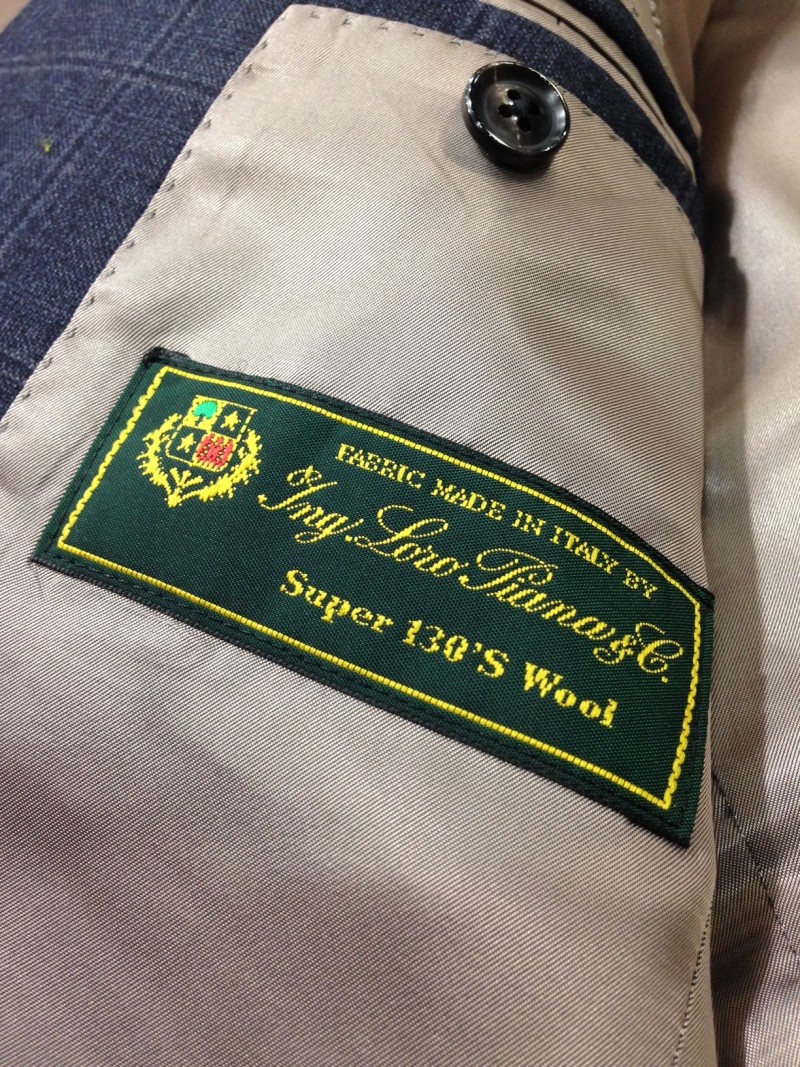 FABRIC MADE IN ITALY BY
Ing. Loro Piana & C.
Super 130'S Wool